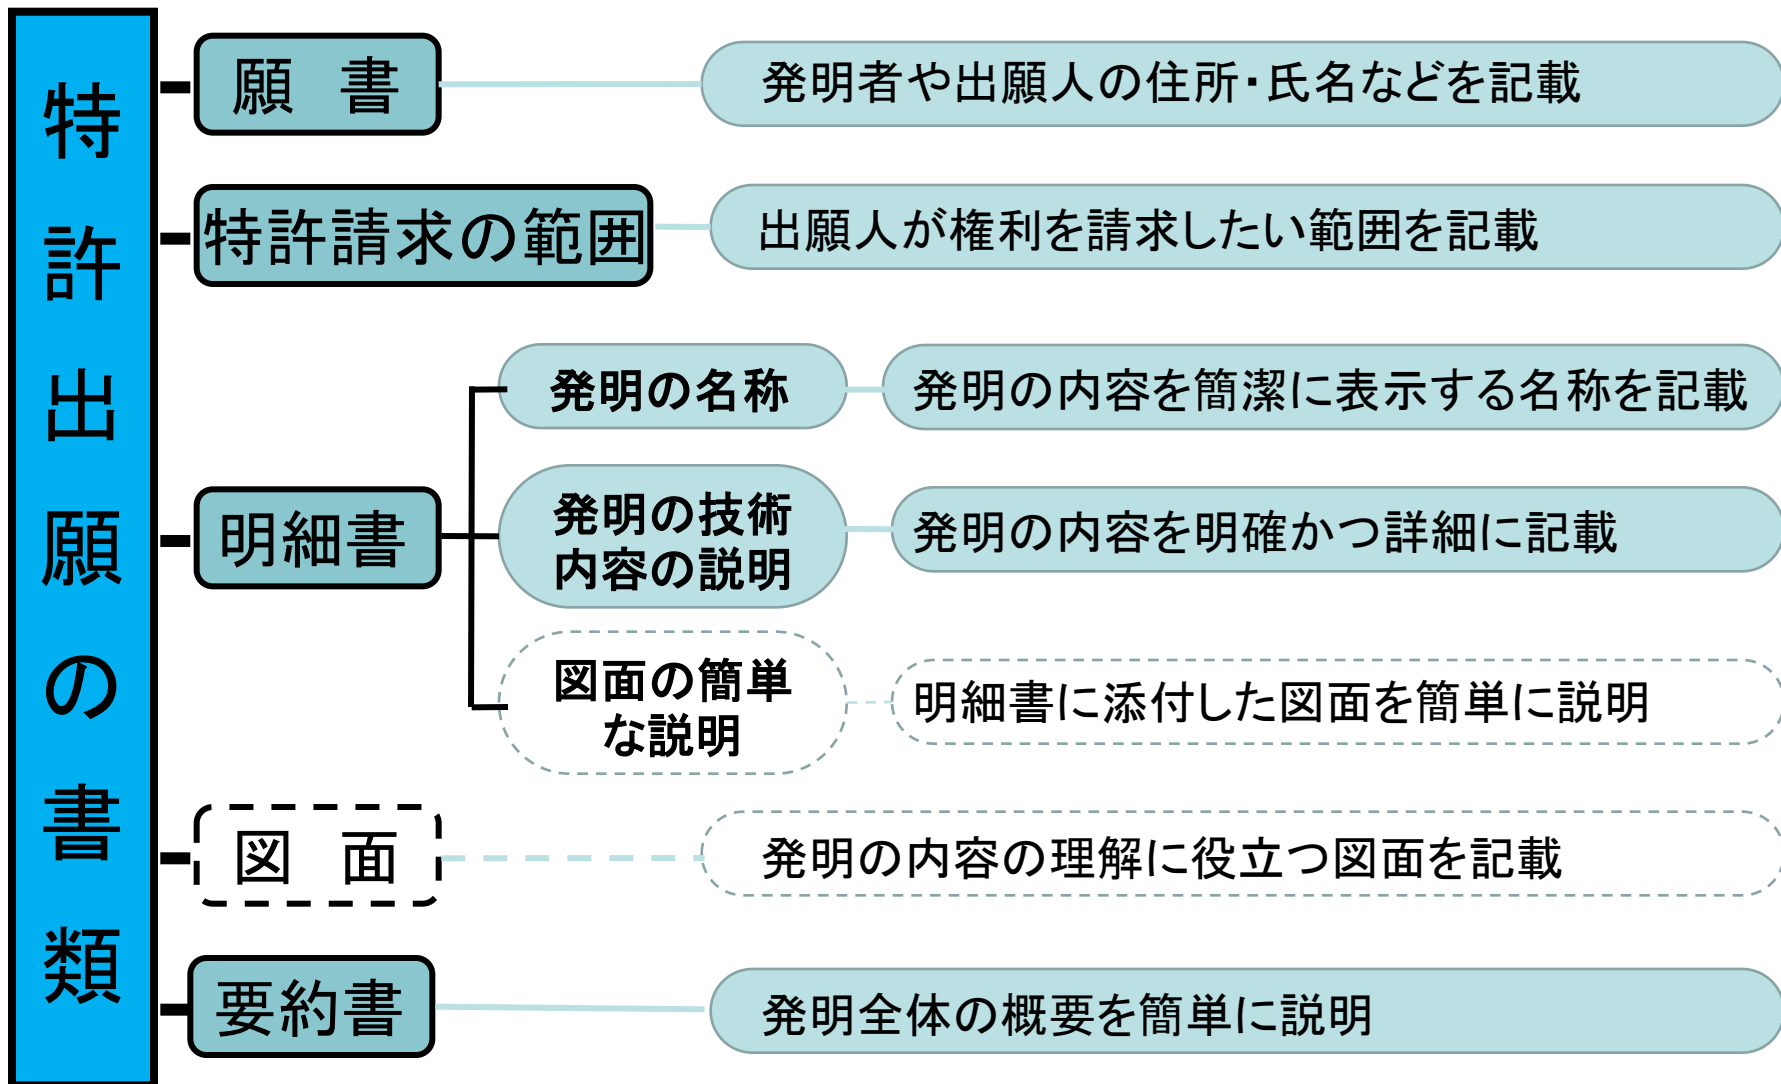 特許出願の書類
願　書
発明者や出願人の住所・氏名などを記載
特許請求の範囲
出願人が権利を請求したい範囲を記載
明細書
発明の名称
発明の内容を簡潔に表示する名称を記載
発明の技術
内容の説明
発明の内容を明確かつ詳細に記載
図面の簡単
な説明
明細書に添付した図面を簡単に説明
図　面
発明の内容の理解に役立つ図面を記載
要約書
発明全体の概要を簡単に説明